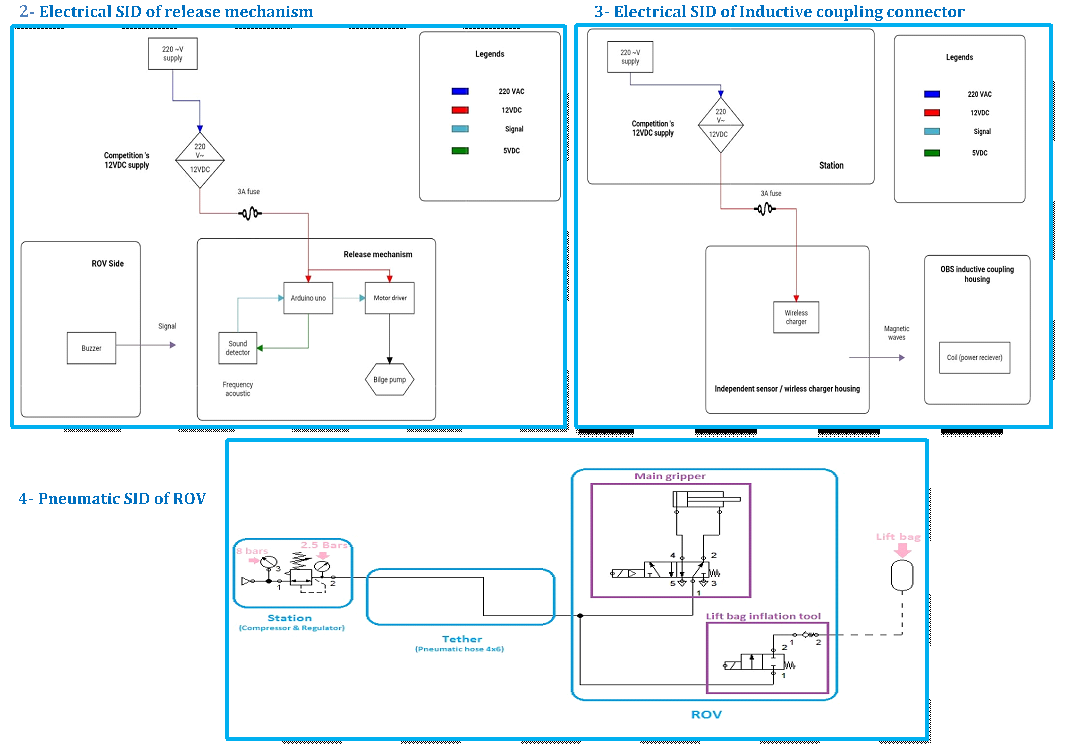 2- Electrical SID of release mechanism
220 ~V
supply
Competition 's
12VDC supply
220
V~
12VDC
3A fuse
Legends
220 VAC
12VDC
Signal
5VDC
ROV Side
Buzzer
Signal
Release mechanism
Arduino uno
Motor driver
Sound
detector
Frequency
acoustic
Bilge pump
3- Electrical SID of Inductive coupling connector
220 ~V
supply
Competition 's
12VDC supply
220
V~
12VDC
Station
3A fuse
Legends
220 VAC
12VDC
Signal
5VDC
Wireless
charger
Independent sensor / wirless charger housing
Magnetic
waves
OBS inductive coupling
housing
Coil (power reciever)
4- Pneumatic SID of ROV
8 bars
2.5 Bars
3
1
2
Station
(Compressor & Regulator)
Tether
(Pneumatic hose 4x6)
Main gripper
4
2
5
3
1
Lift bag inflation tool
1
2
2
1
ROV
Lift bag